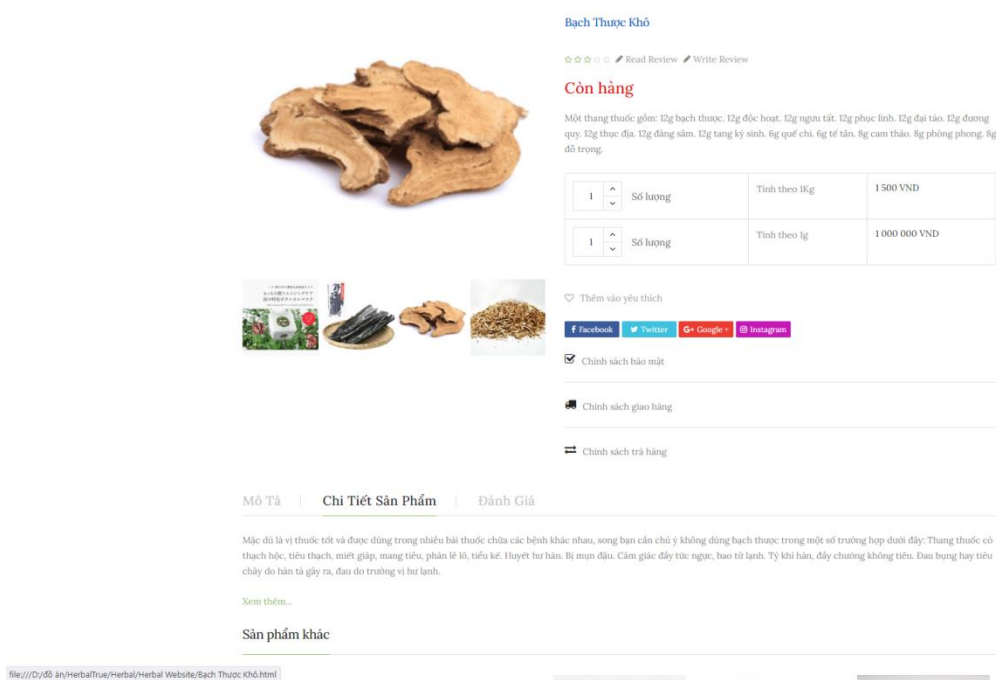 Bạch Thược Khô
Read Review Write Review
Còn hàng
Một thang thuốc gồm: 12g bạch thược. 12g độc hoạt. 12g ngưu tất. 12g phục linh. 12g đại táo. 12g đương
quy. 12g thục địa. 12g đảng sâm. 12g tang ký sinh. 6g quế chi. 6g tế tân. 8g cam thảo. 8g phòng phong. 8g
đỗ trọng.
1 Số lượng Tính theo 1Kg 1 500 VND
1 Số lượng Tính theo 1g 1 000 000 VND
Thêm vào yêu thích
Facebook Twitter G+ Google + Instagram
Chính sách bảo mật
Chính sách giao hàng
Chính sách trả hàng
Mô Tả Chi Tiết Sản Phẩm Đánh Giá
Mặc dù là vị thuốc tốt và được dùng trong nhiều bài thuốc chữa các bệnh khác nhau, song bạn cần chú ý không dùng bạch thược trong một số trường hợp dưới đây: Thang thuốc có
thạch hộc, tiêu thạch, miết giáp, mang tiêu, phản lê lô, tiểu kế. Huyết hư hàn. Bị mụn đậu. Cảm giác đầy tức ngực, bao tử lạnh. Tỳ khí hàn, đầy chướng không tiêu. Đau bụng hay tiêu
chảy do hàn tà gây ra, đau do trường vị hư lạnh.
Xem thêm...
Sản phẩm khác
file:///D:/đồ án/HerbalTrue/Herbal/Herbal Website/Bạch Thược Khô.html